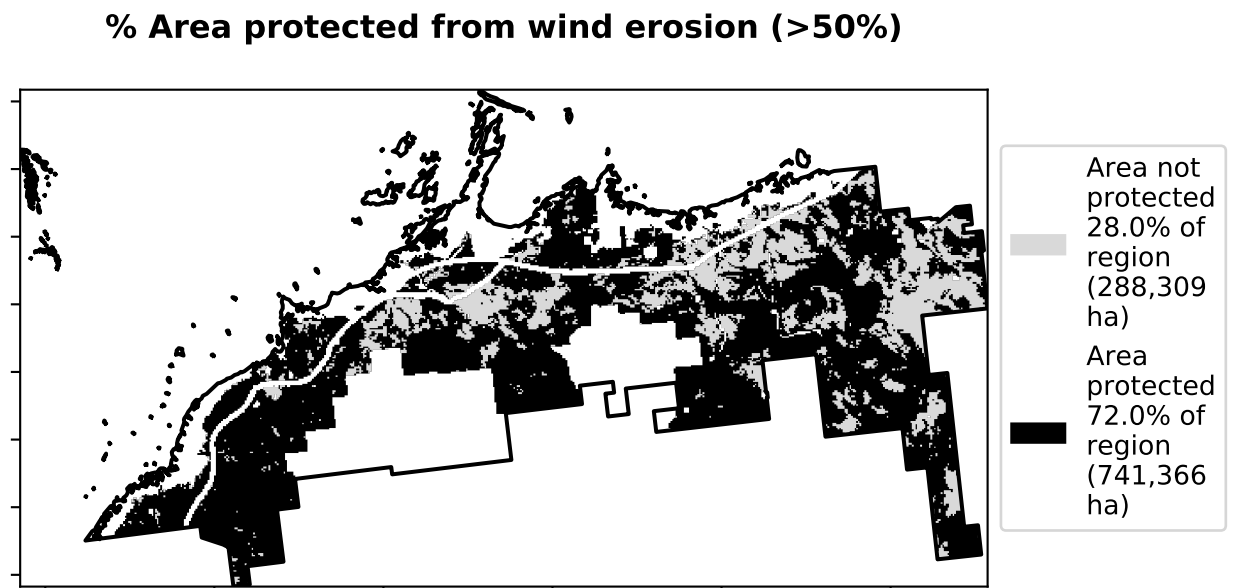 % Area protected from wind erosion (>50%)
Area not
protected
28.0% of
region
(288,309
ha)
Area
protected
72.0% of
region
(741,366
ha)